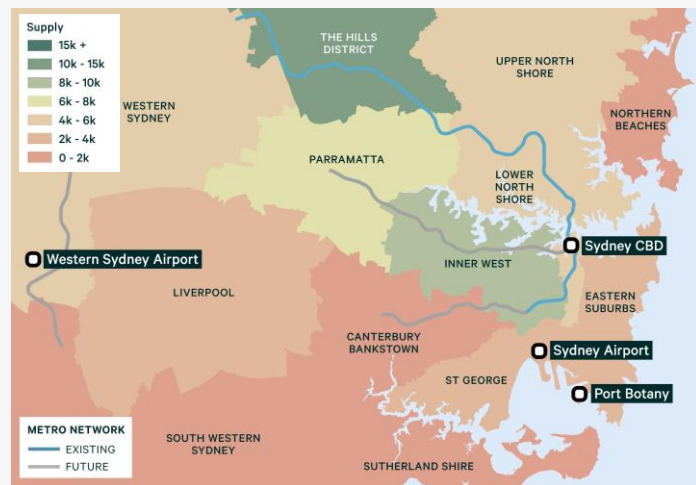 Supply
15k +
10k - 15k
8k - 10k
6k - 8k
4k - 6k
2k - 4k
0 - 2k
THE HILLS
DISTRICT
UPPER NORTH
SHORE
WESTERN
SYDNEY
NORTHERN
BEACHES
PARRAMATTA
LOWER
NORTH
SHORE
Sydney CBD
Western Sydney Airport
INNER WEST
LIVERPOOL
EASTERN
SUBURBS
CANTERBURY
BANKSTOWN
Sydney Airport
ST GEORGE
Port Botany
METRO NETWORK
EXISTING
FUTURE
SOUTH WESTERN
SYDNEY
SUTHERLAND SHIRE